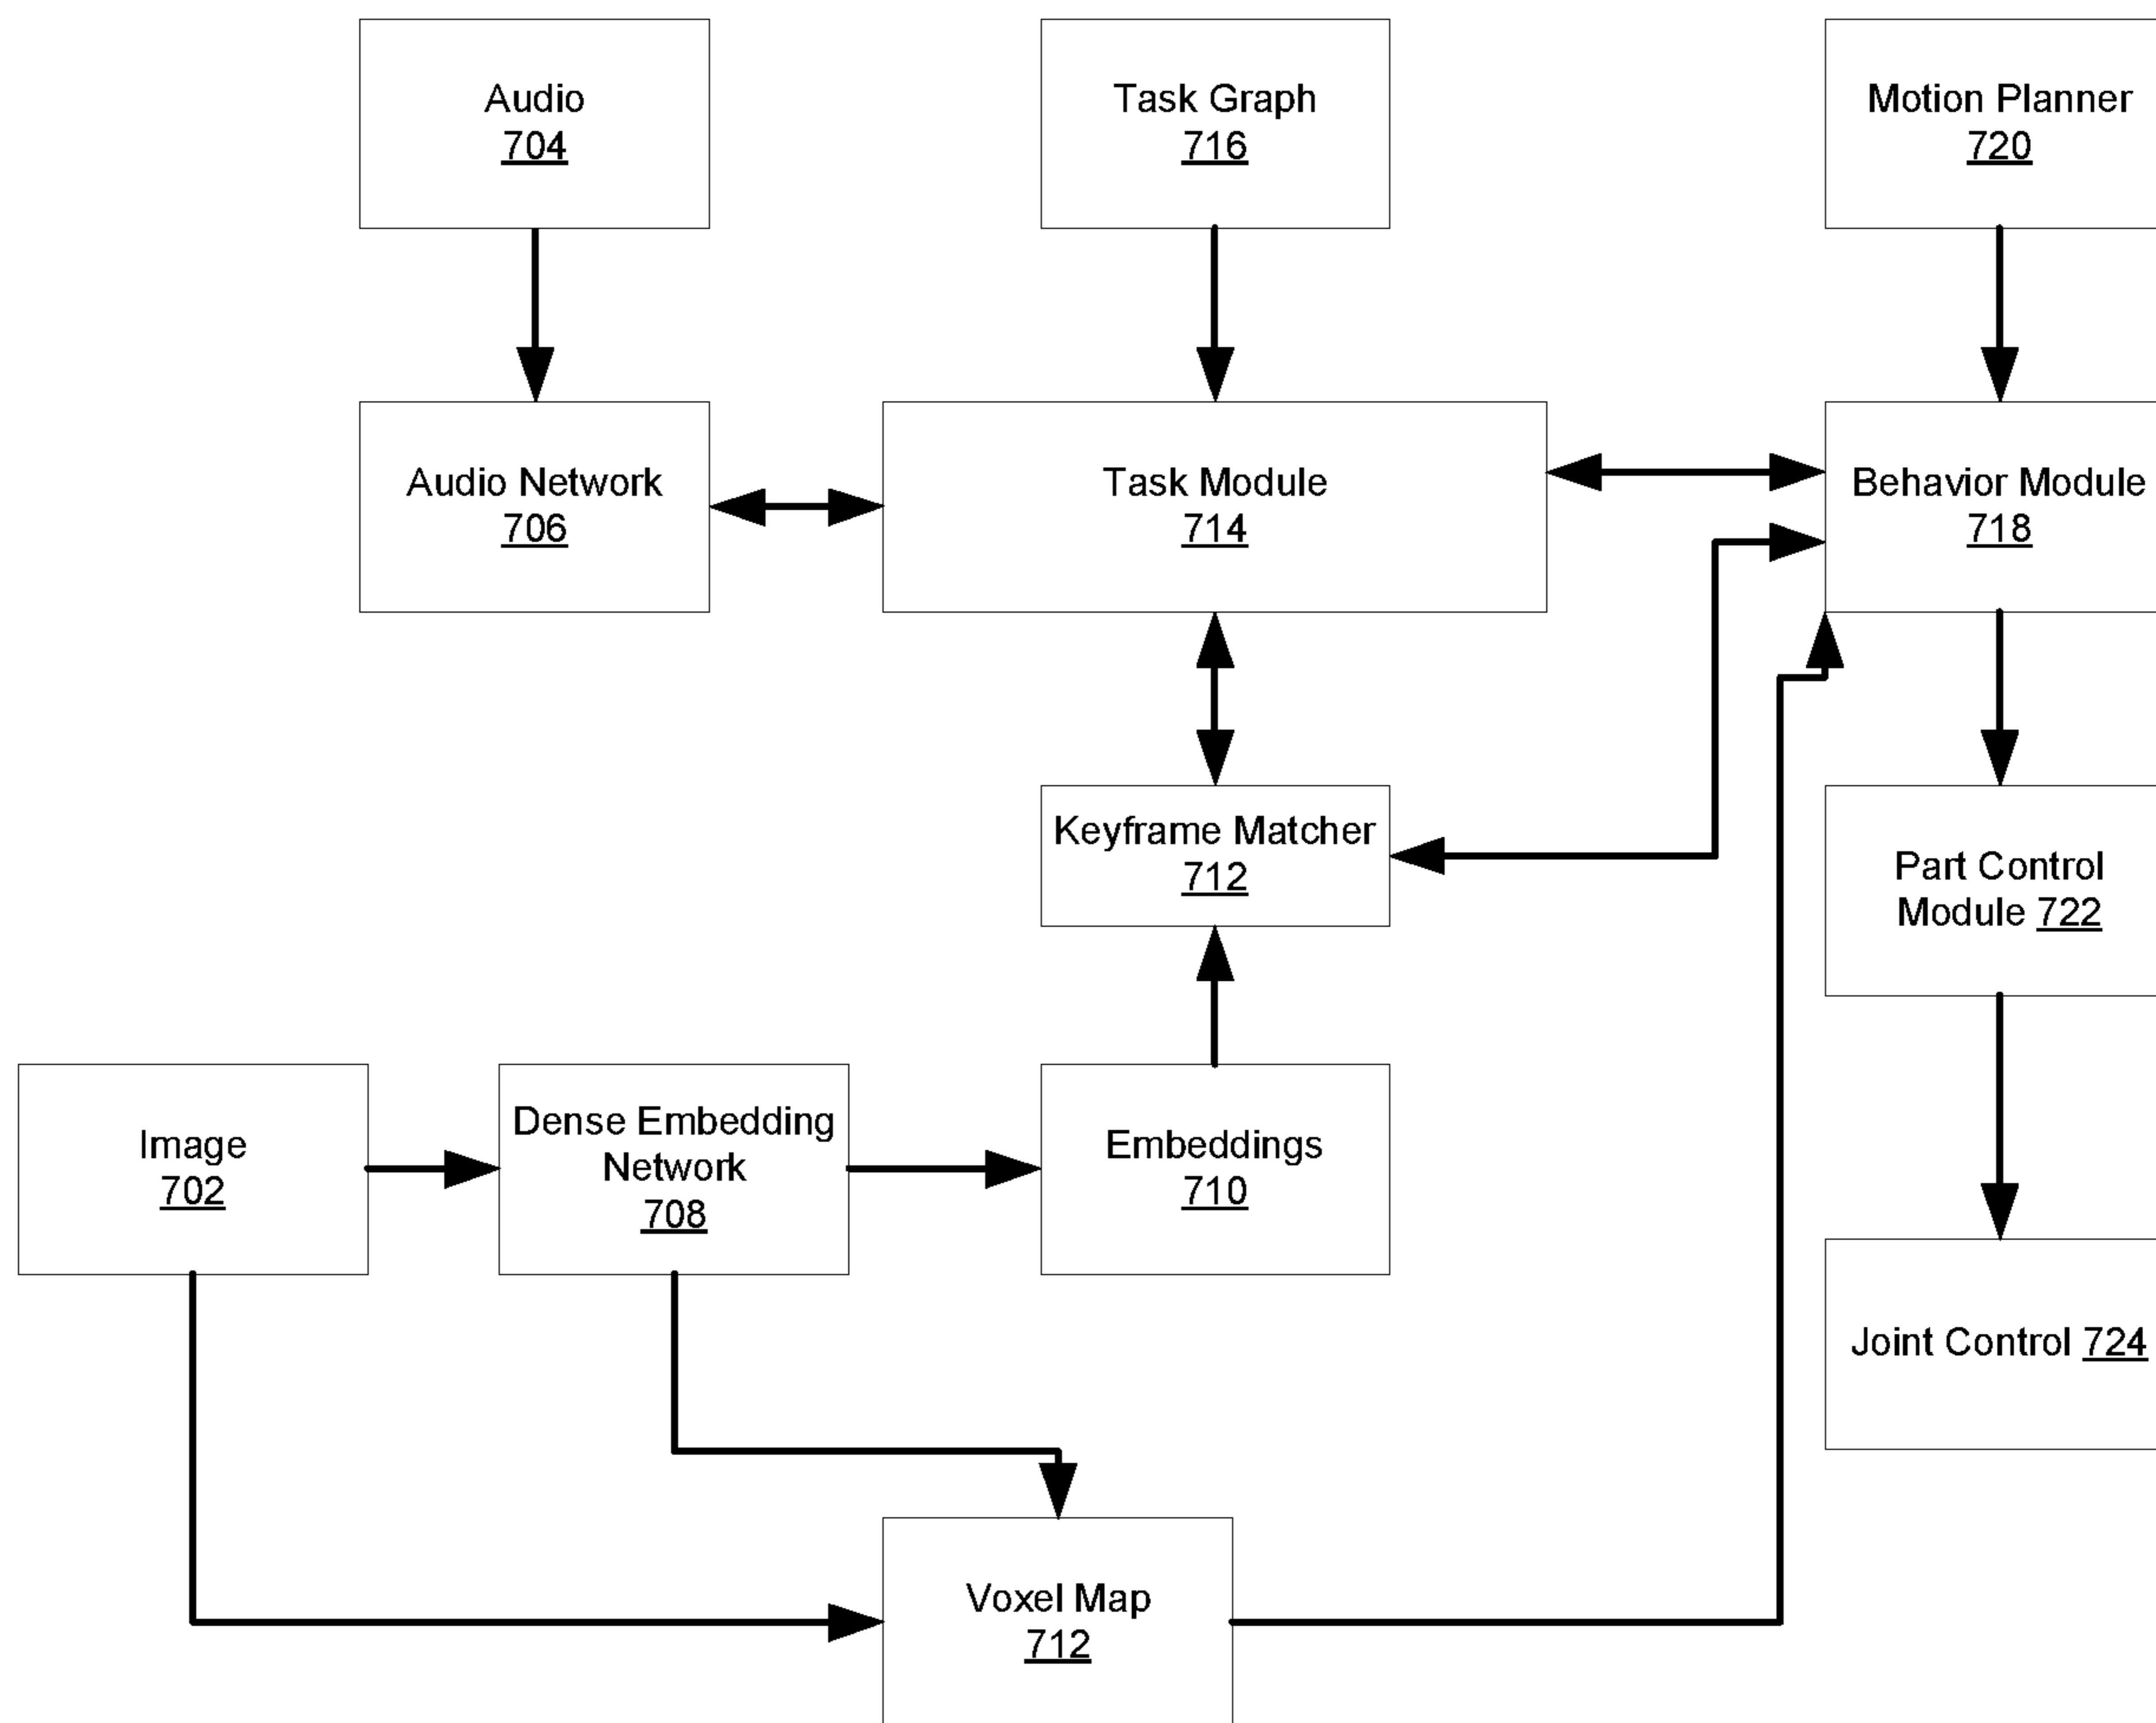 Audio
704
Task Graph
716
Motion Planner
720
Audio Network
706
Task Module
714
Behavior Module
718
Keyframe Matcher
712
Part Control
Module 722
Image
702
Dense Embedding
Network
708
Embeddings
710
Joint Control 724
Voxel Map
712